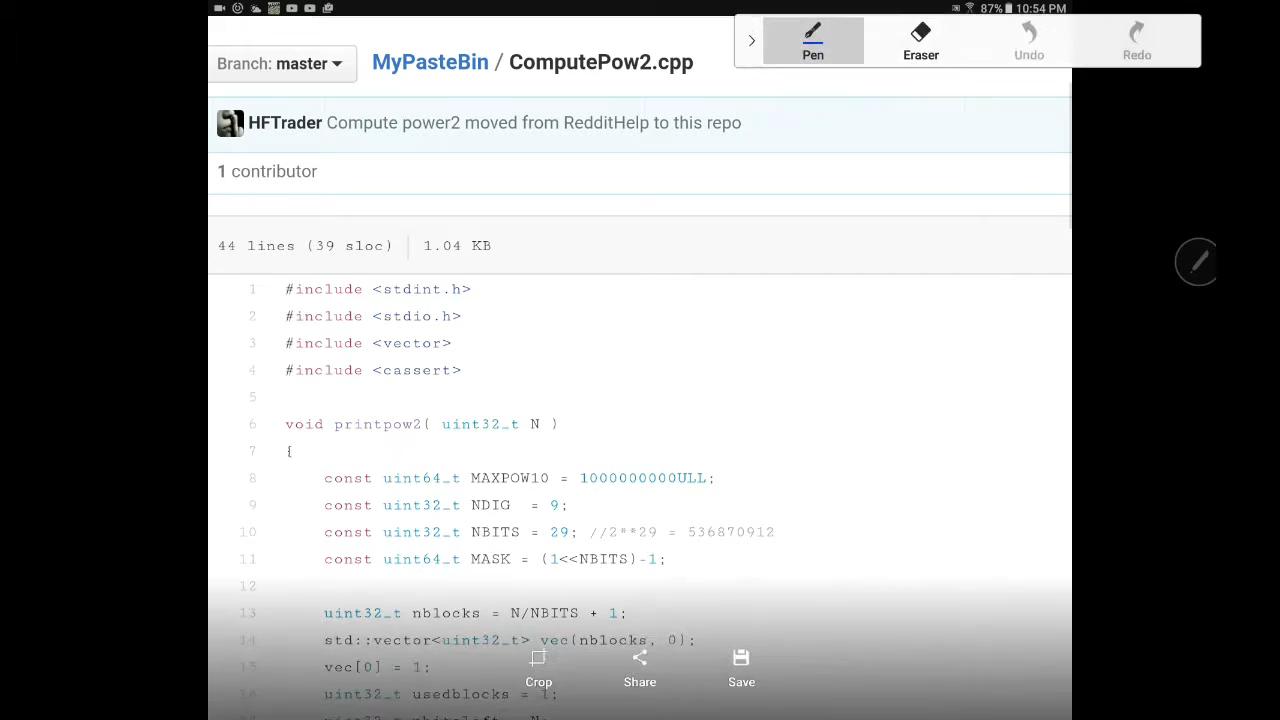 87% 10:54 PM
Pen
Eraser
Undo
Redo
Branch: master
MyPasteBin / ComputePow2.cpp
HFTrader Compute power2 moved from RedditHelp to this repo
1 contributor
44 lines (39 sloc) 1.04 KB
1 #include <stdint.h>
2 #include <stdio.h>
3 #include <vector>
4 #include <cassert>
5
6 void printpow2( uint32_t N )
7 {
8 const uint64_t MAXPOW10 = 1000000000ULL;
9 const uint32_t NDIG = 9;
10 const uint32_t NBITS = 29; //2**29 = 536870912
11 const uint64_t MASK = (1<<NBITS)-1;
12
13 uint32_t nblocks = N/NBITS + 1;
14 std::vector<uint32_t> vec(nblocks, 0);
15 vec[0] = 1;
16 uint32_t usedblocks = 1;
Crop
Share
Save